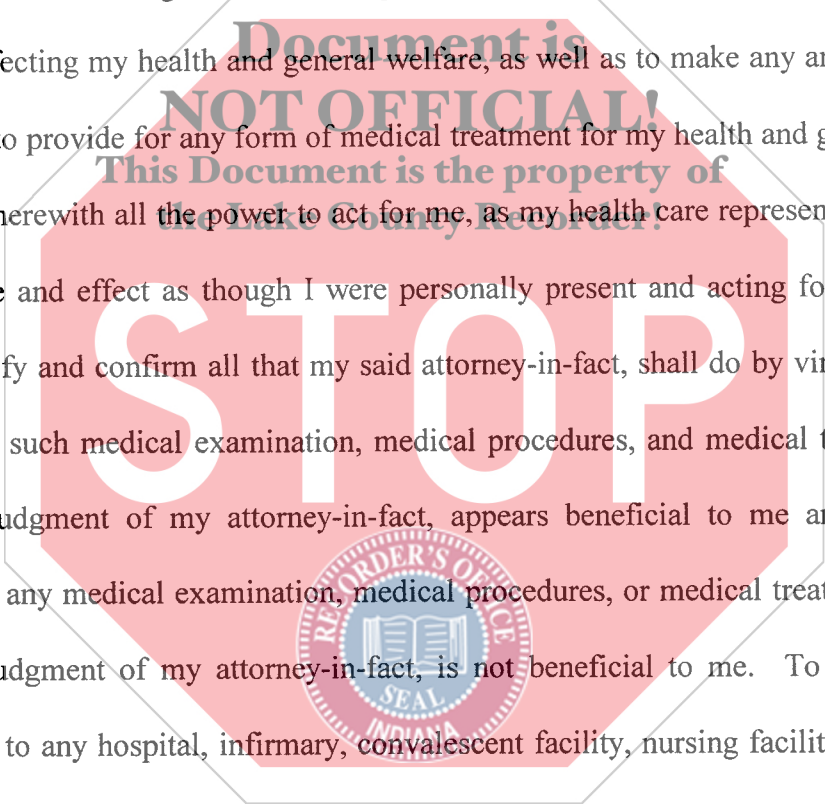 Document is
ecting my health and general welfare, as well as to make any
NOT OFFICIAL!
o provide for any form of medical treatment for my health and
This Document is the property of
herewith all the power to act for me, as my health care represen
the Lake County Recorder!
e and effect as though I were personally present and acting fo
STOP
fy and confirm all that my said attorney-in-fact, shall do by vir
such medical examination, medical procedures, and medical
udgment of my attorney-in-fact, appears beneficial to me
RECORDER'S OFFICE
any medical examination, medical procedures, or medical treat
udgment of my attorney-in-fact, is not beneficial to me. To
SEAL
INDIANA
to any hospital, infirmary, convalescent facility, nursing facilit